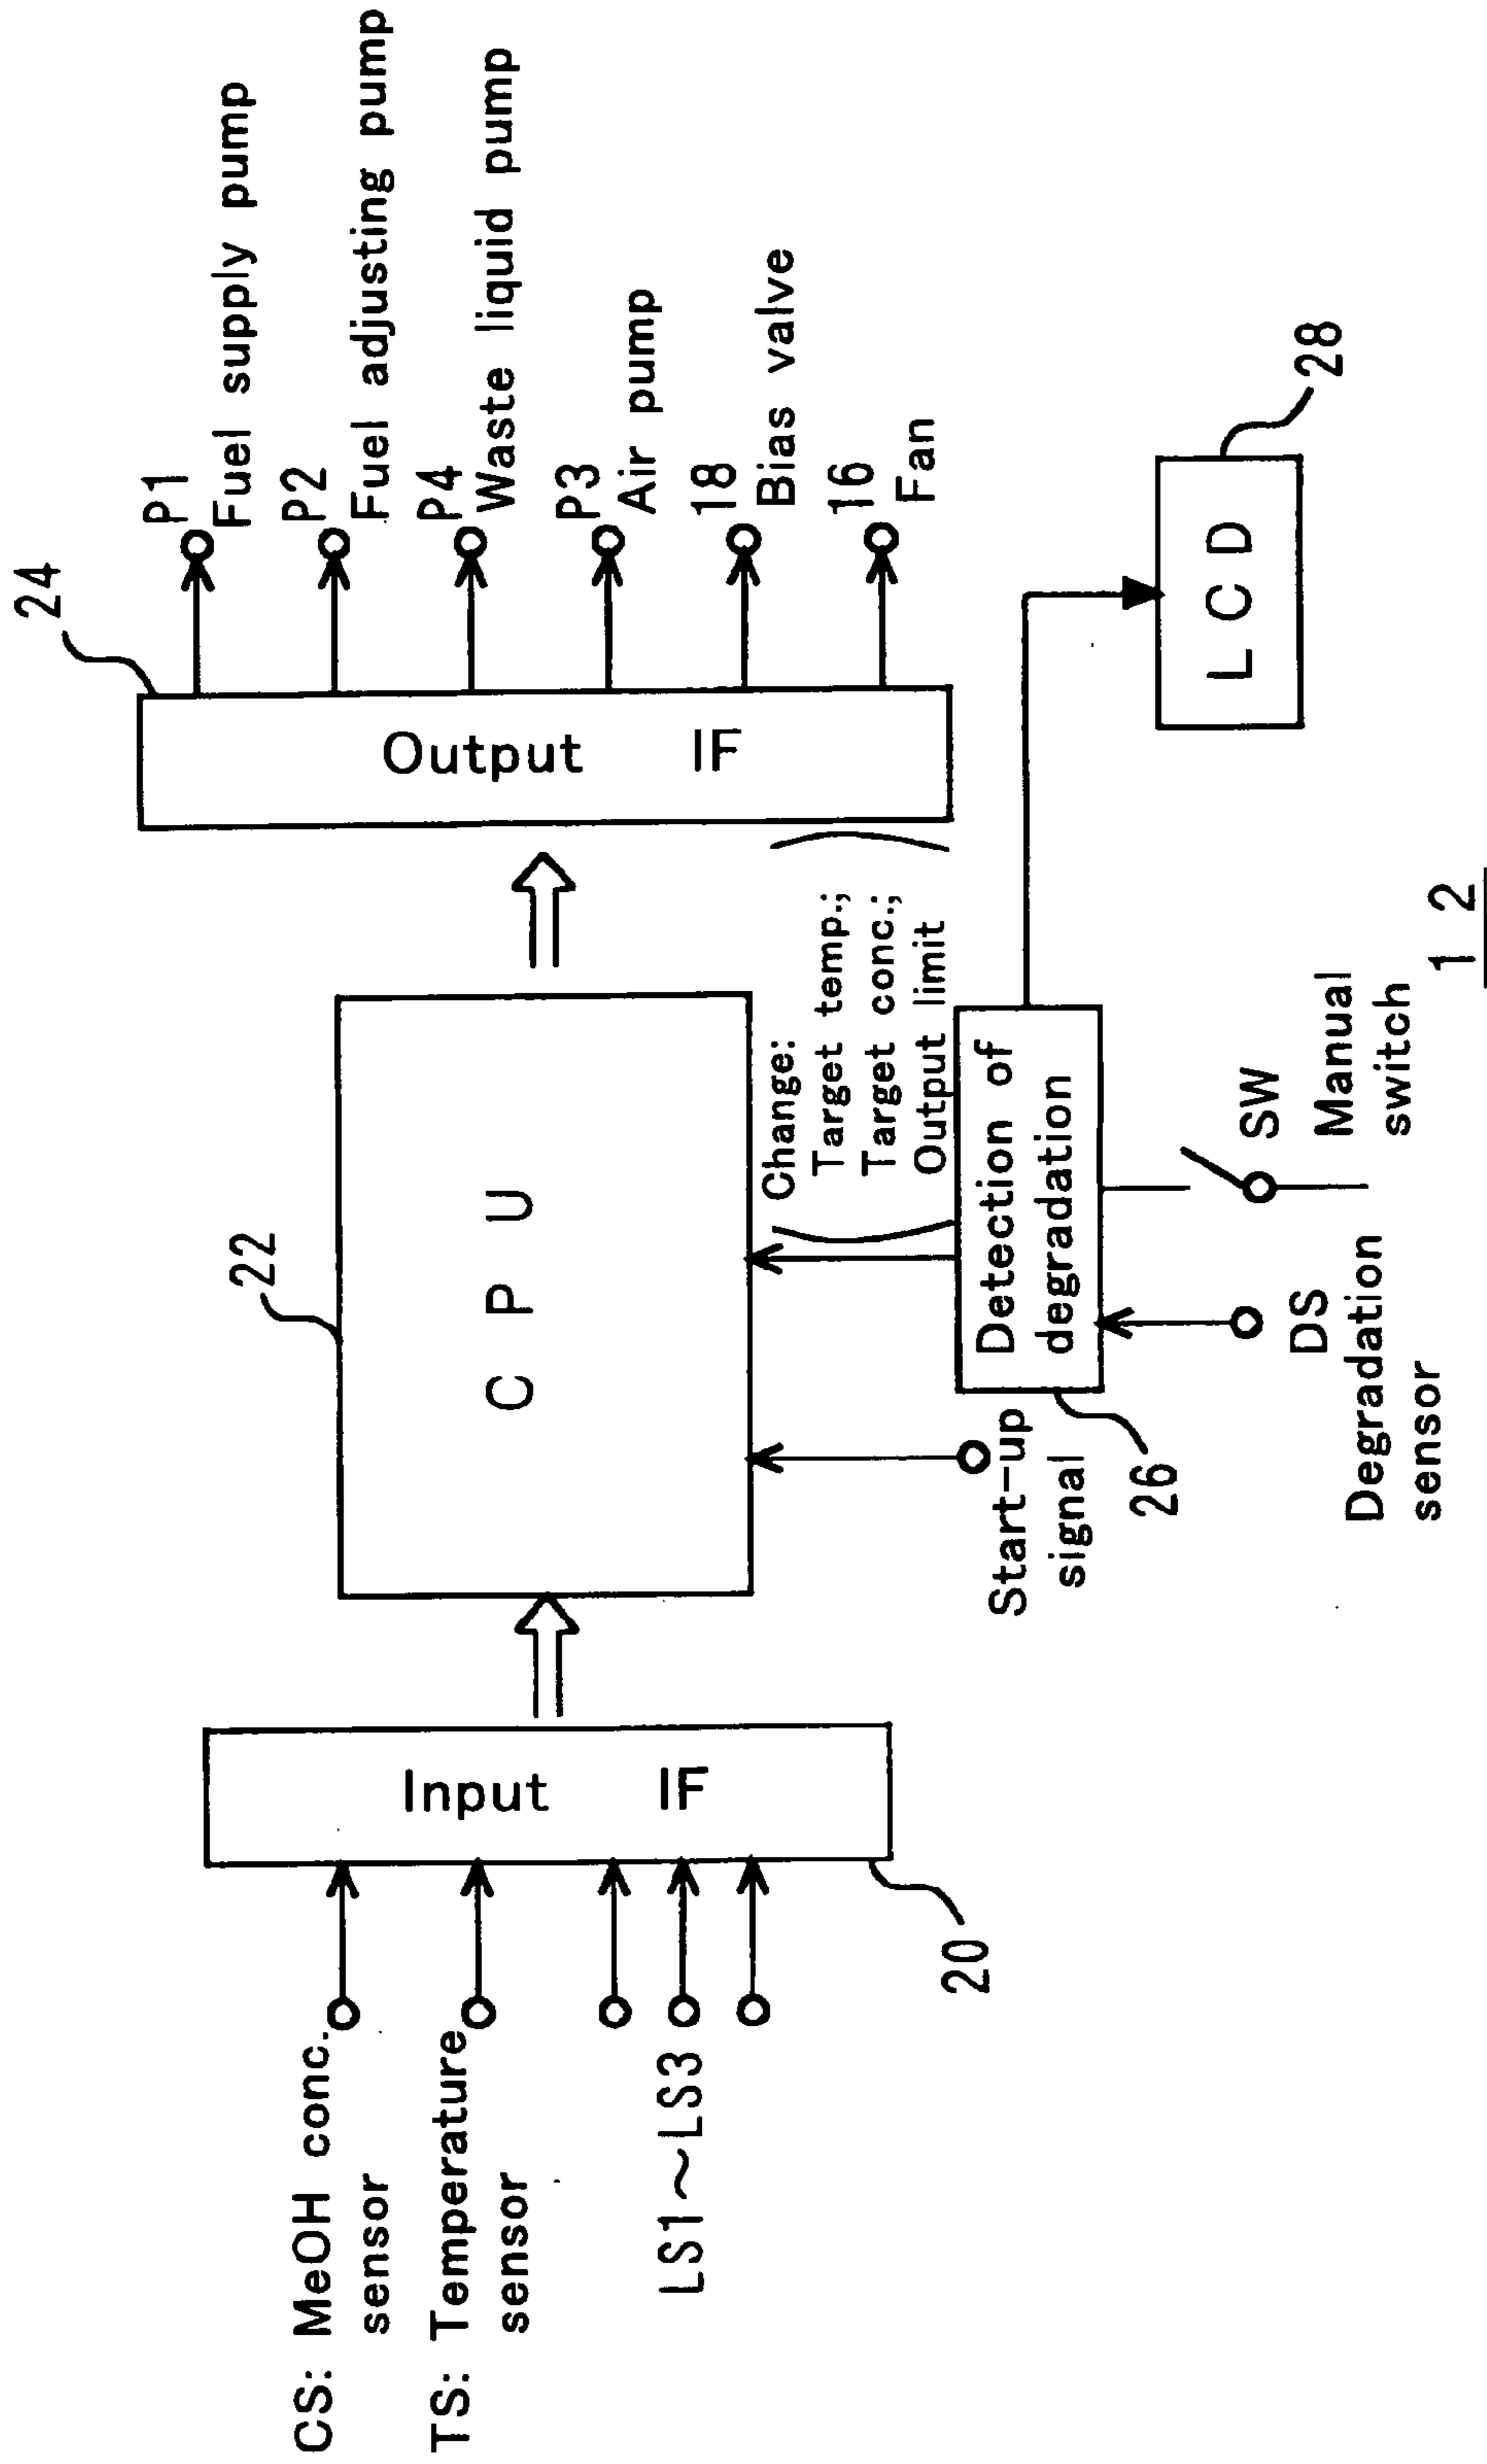 CS: MeOH conc.
sensor
TS: Temperature
sensor
LS1~LS3
20
Input IF
22
C P U
Start-up
signal
26
Detection of
degradation
Change:
Target temp.;
Target conc.;
Output limit
DS
Degradation
sensor
SW
Manual
switch
24
Output IF
P1
Fuel supply pump
P2
Fuel adjusting pump
P4
Waste liquid pump
P3
Air pump
18
Bias valve
16
Fan
LCD
28
1 2